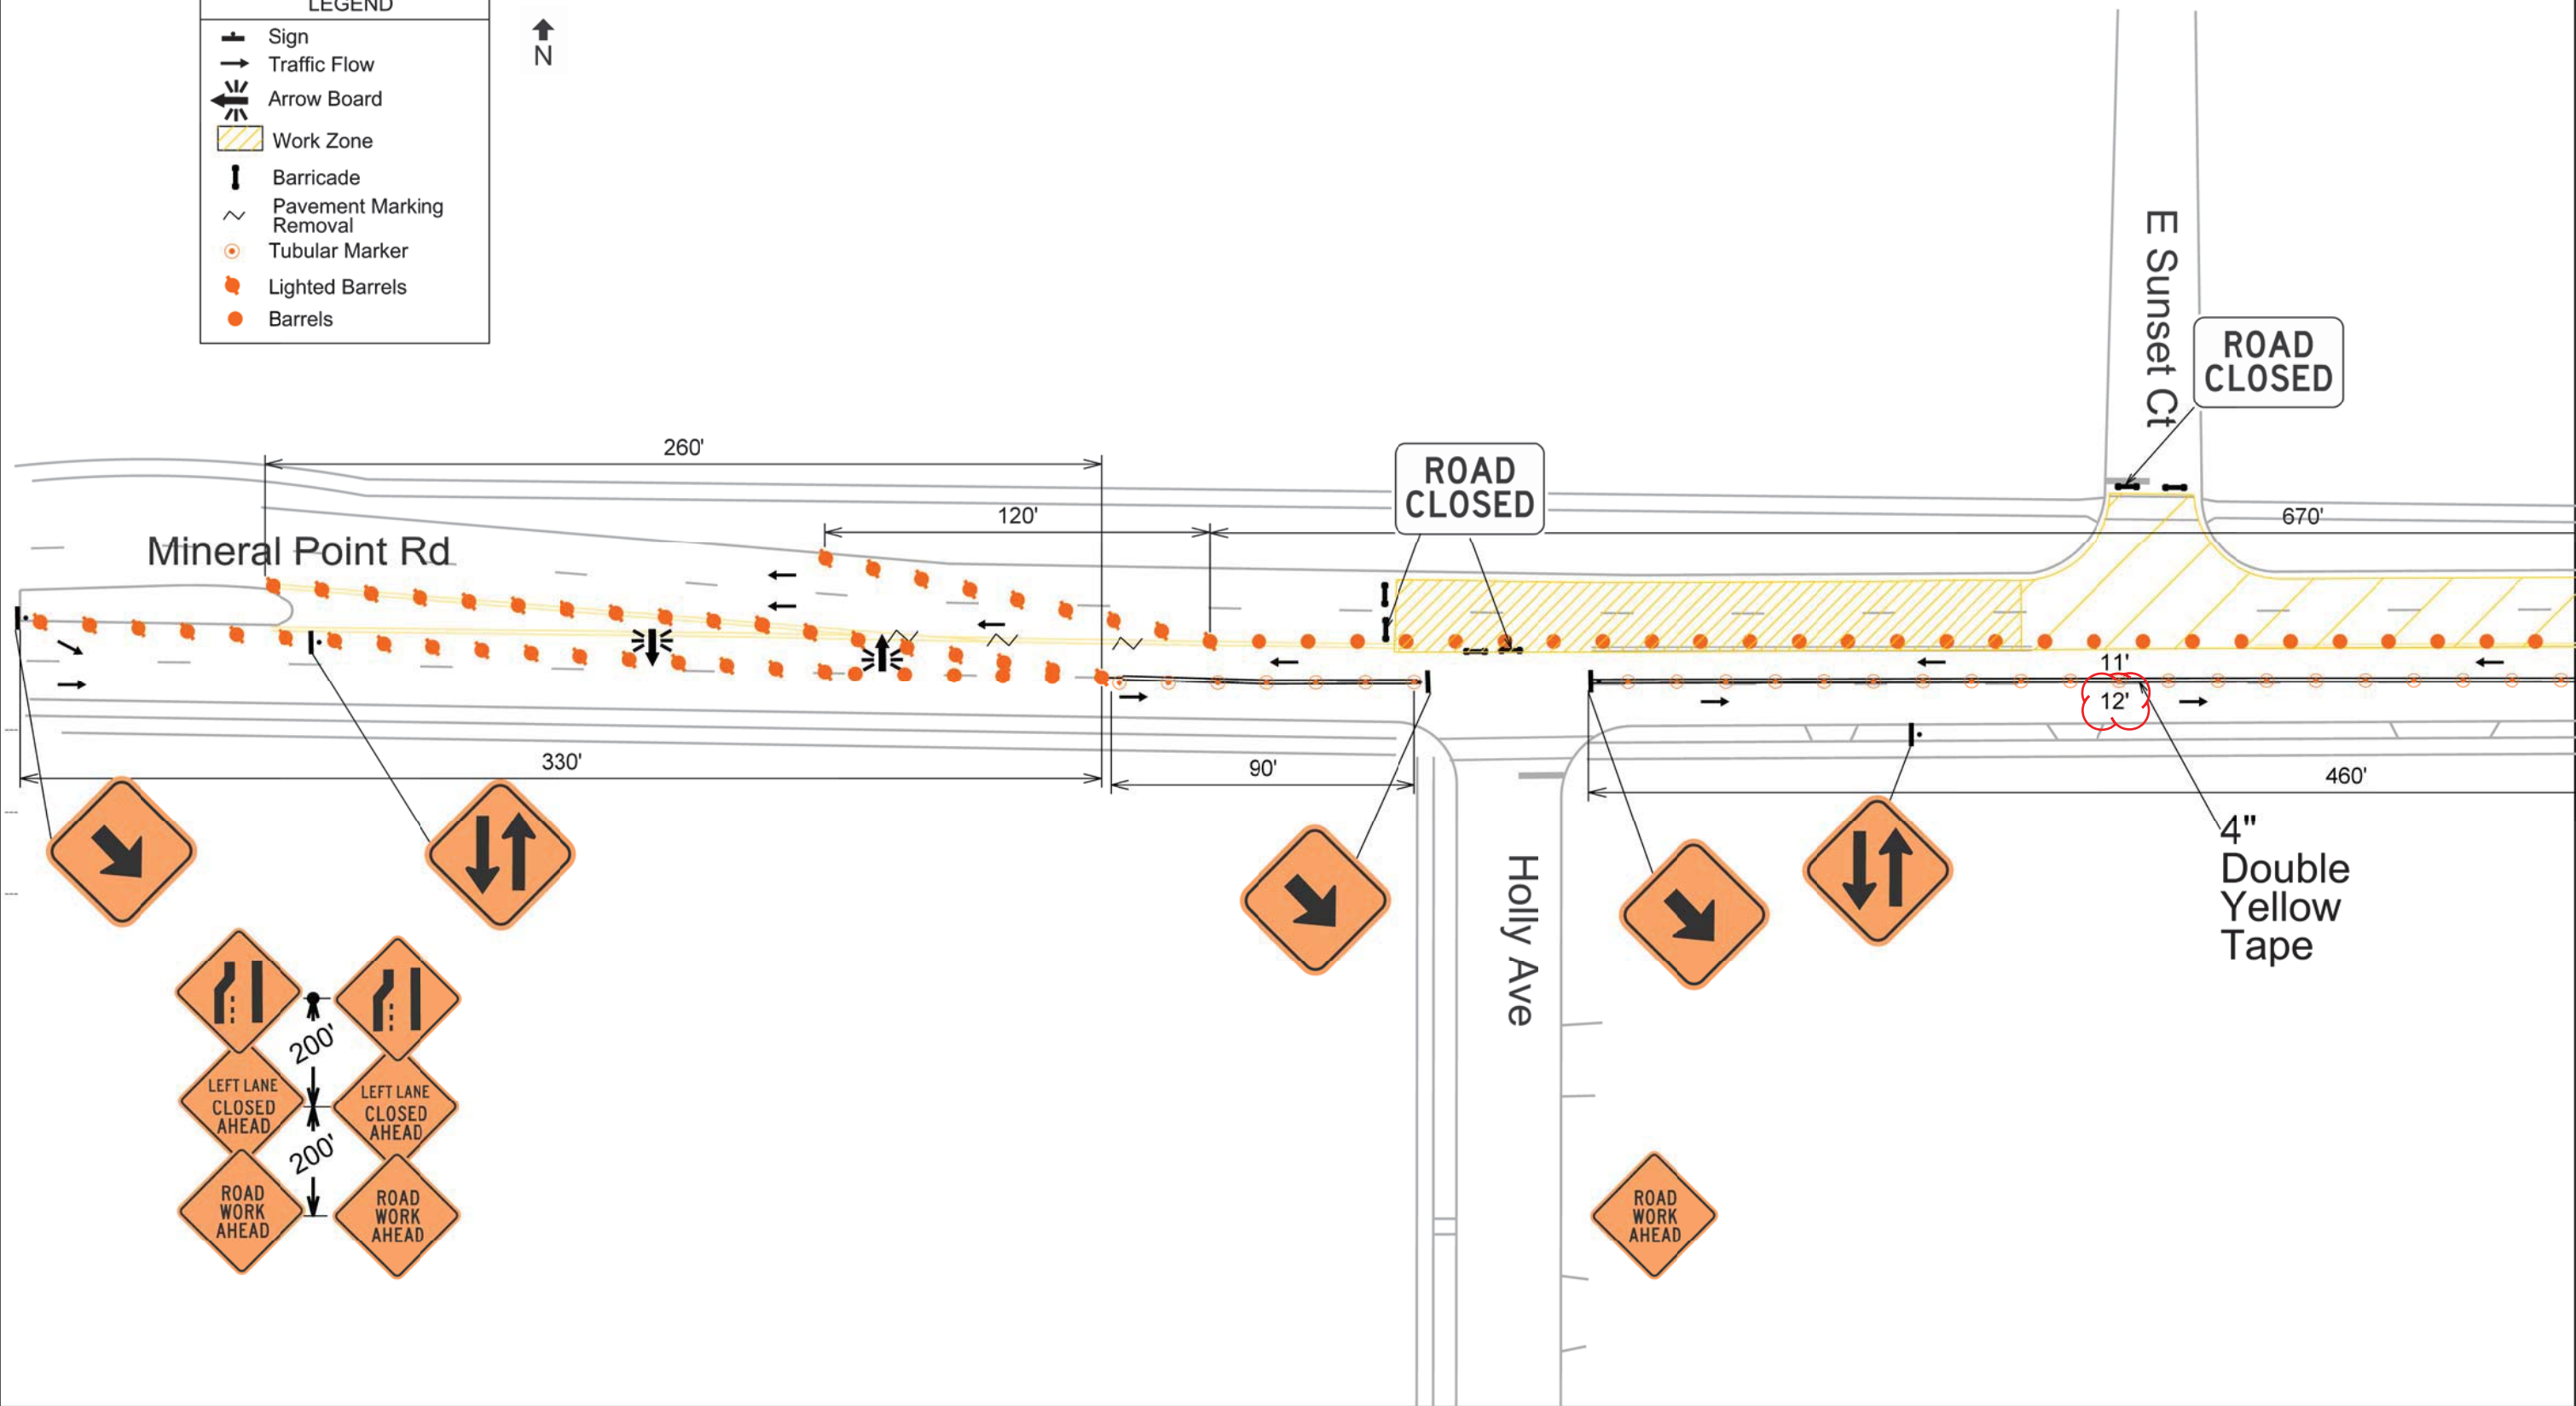 LEGEND
Sign
Traffic Flow
Arrow Board
Work Zone
Barricade
Pavement Marking
Removal
Tubular Marker
Lighted Barrels
Barrels
N
E Sunset Ct
ROAD
CLOSED
260'
ROAD
CLOSED
120'
670'
Mineral Point Rd
11'
12'
330'
90'
460'
4"
Double
Yellow
Tape
Holly Ave
200'
LEFT LANE
CLOSED
AHEAD
LEFT LANE
CLOSED
AHEAD
200'
ROAD
WORK
AHEAD
ROAD
WORK
AHEAD
ROAD
WORK
AHEAD